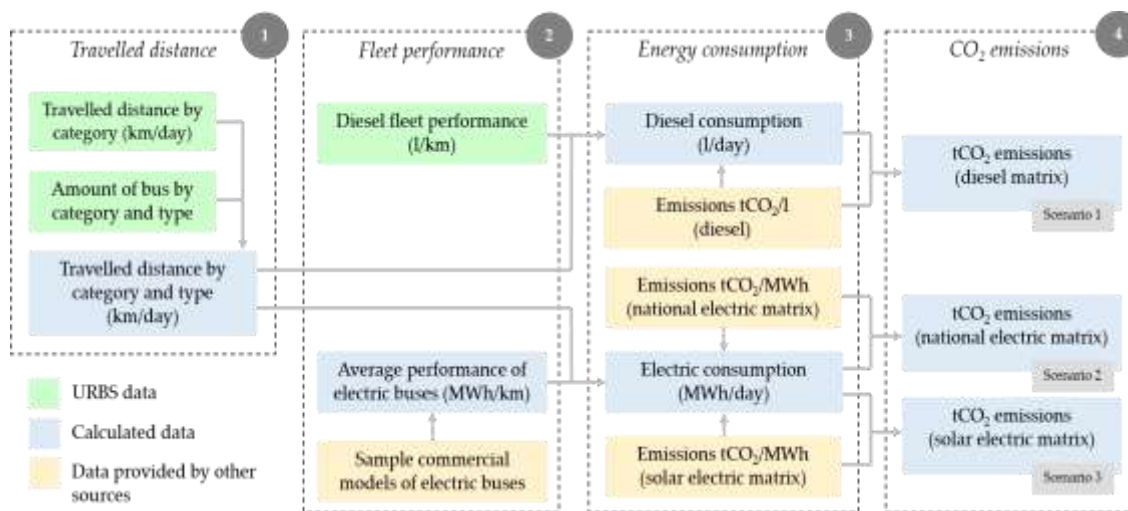 1
Travelled distance
Travelled distance by
category (km/day)
Amount of bus by
category and type
Travelled distance by
category and type
(km/day)
URBS data
Calculated data
Data provided by other
sources
2
Fleet performance
Diesel fleet performance
(l/km)
Average performance of
electric buses (MWh/km)
Sample commercial
models of electric buses
3
Energy consumption
Diesel consumption
(l/day)
Emissions tCO₂/l
(diesel)
Emissions tCO₂/MWh
(national electric matrix)
Electric consumption
(MWh/day)
Emissions tCO₂/MWh
(solar electric matrix)
4
CO₂ emissions
tCO₂ emissions
(diesel matrix)
Scenario 1
tCO₂ emissions
(national electric matrix)
Scenario 2
tCO₂ emissions
(solar electric matrix)
Scenario 3